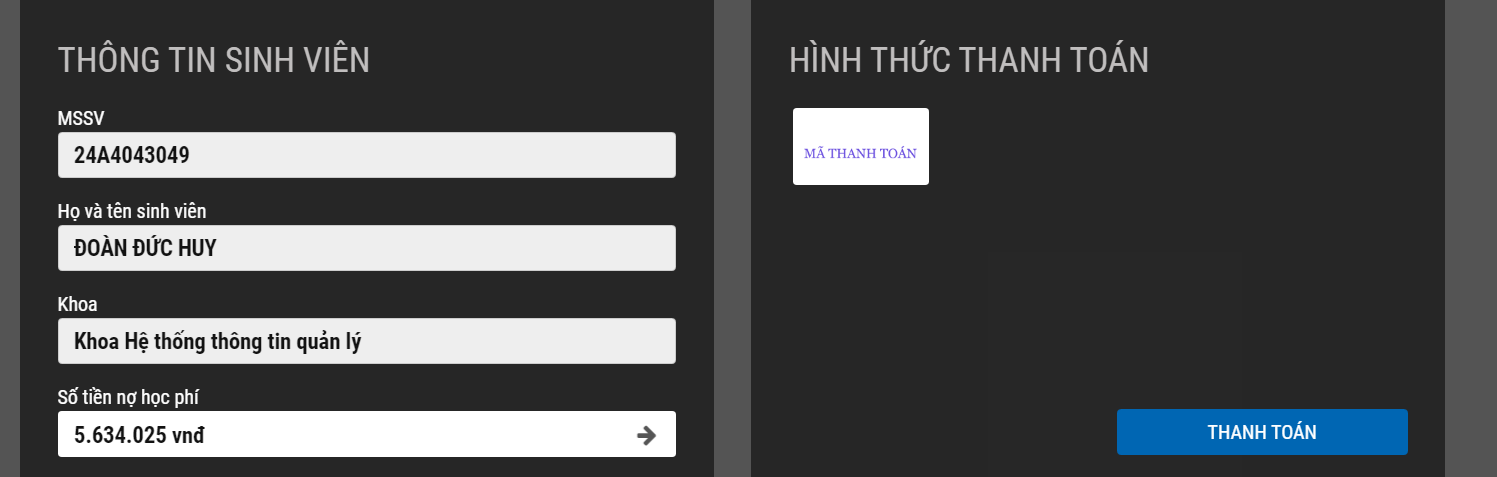 THÔNG TIN SINH VIÊN
MSSV
24A4043049
Họ và tên sinh viên
ĐOÀN ĐỨC HUY
Khoa
Khoa Hệ thống thông tin quản lý
Số tiền nợ học phí
5.634.025 vnđ
HÌNH THỨC THANH TOÁN
MÃ THANH TOÁN
THANH TOÁN